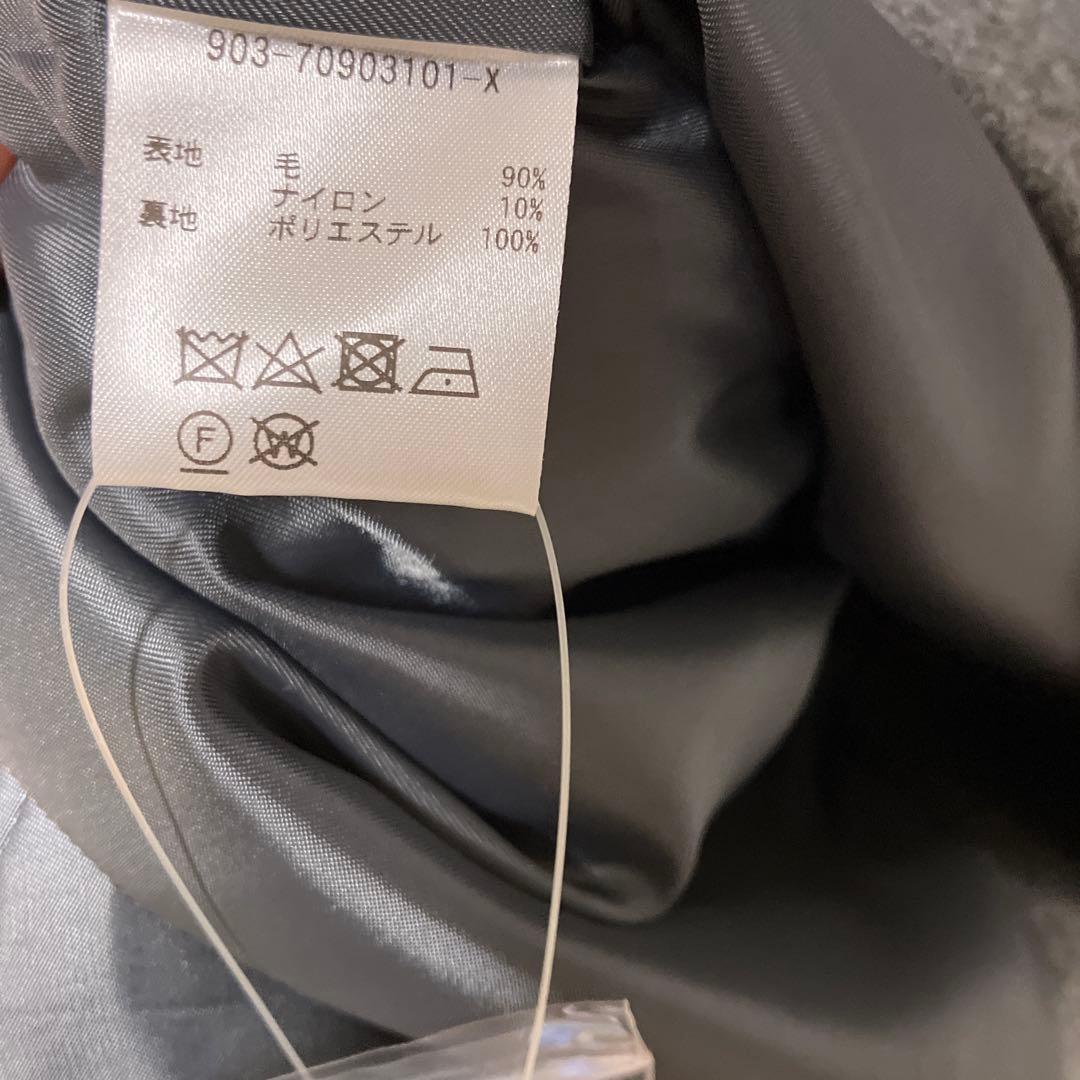 903-70903101-X
表地 毛 90%
ナイロン 10%
裏地 ポリエステル 100%
F W